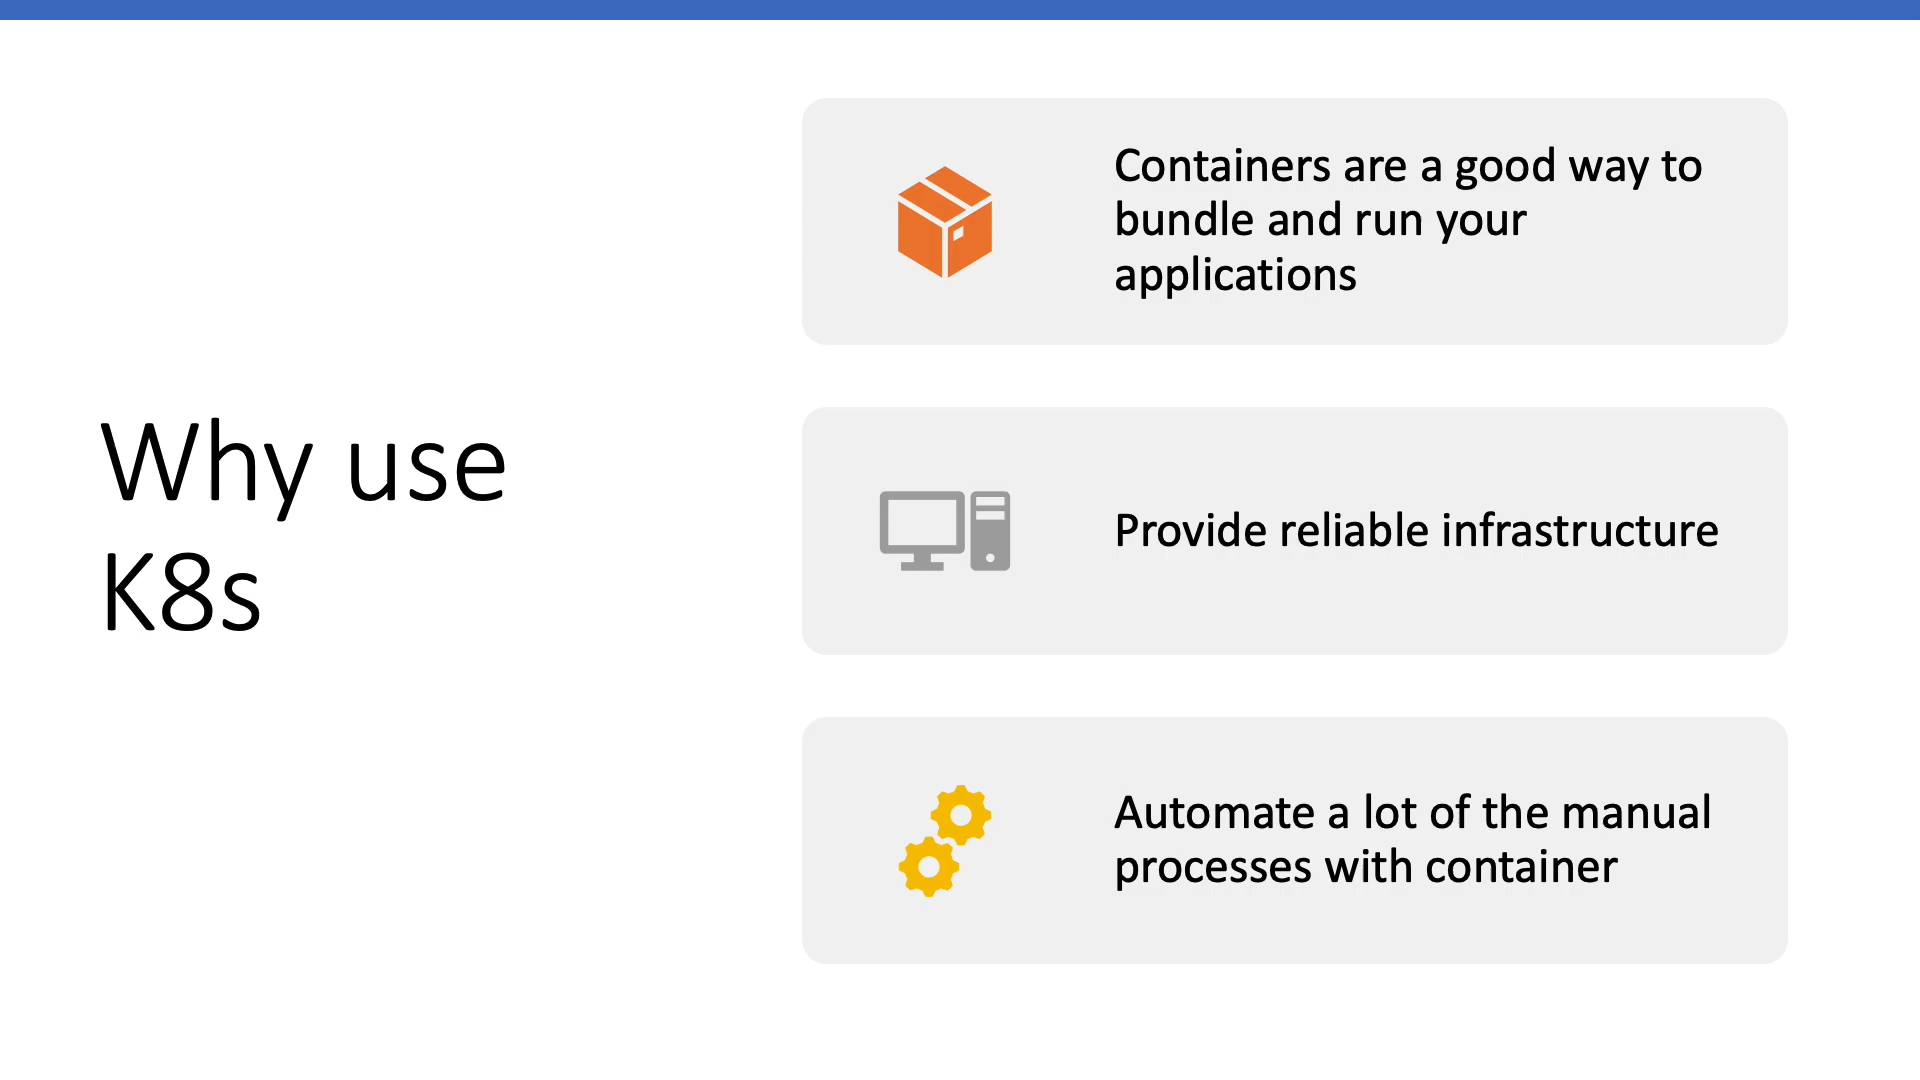 Why use
K8s
Containers are a good way to
bundle and run your
applications
Provide reliable infrastructure
Automate a lot of the manual
processes with container